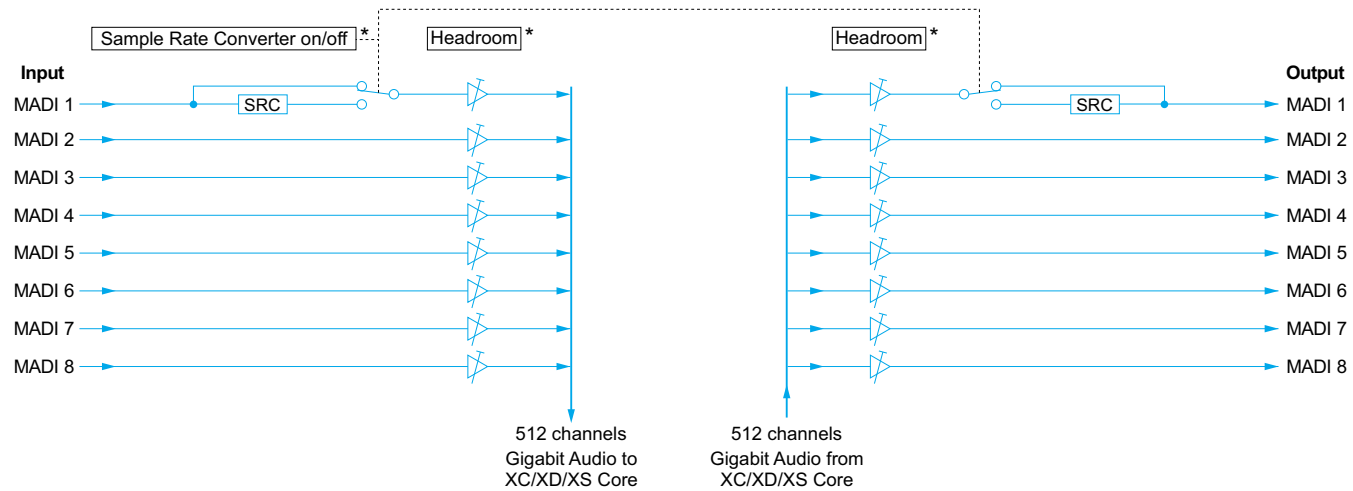 Sample Rate Converter on/off *
Headroom *
Headroom *
Input
Output
MADI 1
SRC
SRC
MADI 1
MADI 2
MADI 2
MADI 3
MADI 3
MADI 4
MADI 4
MADI 5
MADI 5
MADI 6
MADI 6
MADI 7
MADI 7
MADI 8
MADI 8
512 channels
Gigabit Audio to
XC/XD/XS Core
512 channels
Gigabit Audio from
XC/XD/XS Core